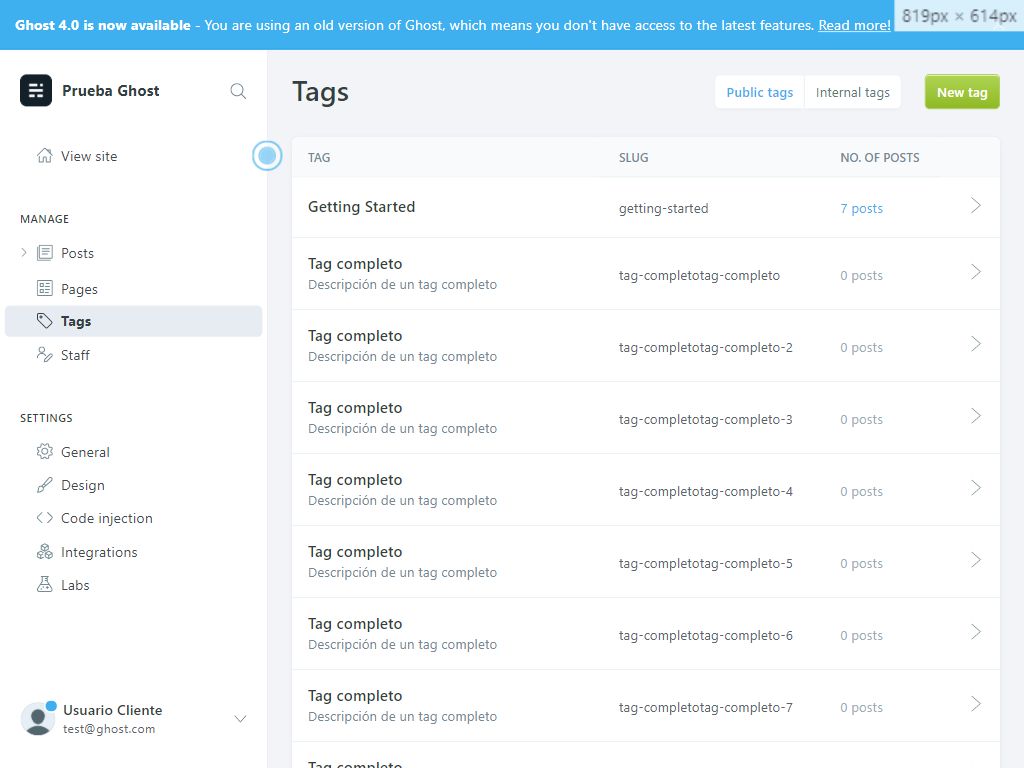 Ghost 4.0 is now available - You are using an old version of Ghost, which means you don't have access to the latest features. Read more!
819px × 614px
Prueba Ghost
View site
MANAGE
Posts
Pages
Tags
Staff
SETTINGS
General
Design
Code injection
Integrations
Labs
Usuario Cliente
test@ghost.com
Tags
Public tags Internal tags New tag
TAG SLUG NO. OF POSTS
Getting Started getting-started 7 posts
Tag completo
Descripción de un tag completo tag-completotag-completo 0 posts
Tag completo
Descripción de un tag completo tag-completotag-completo-2 0 posts
Tag completo
Descripción de un tag completo tag-completotag-completo-3 0 posts
Tag completo
Descripción de un tag completo tag-completotag-completo-4 0 posts
Tag completo
Descripción de un tag completo tag-completotag-completo-5 0 posts
Tag completo
Descripción de un tag completo tag-completotag-completo-6 0 posts
Tag completo
Descripción de un tag completo tag-completotag-completo-7 0 posts
Tag completo